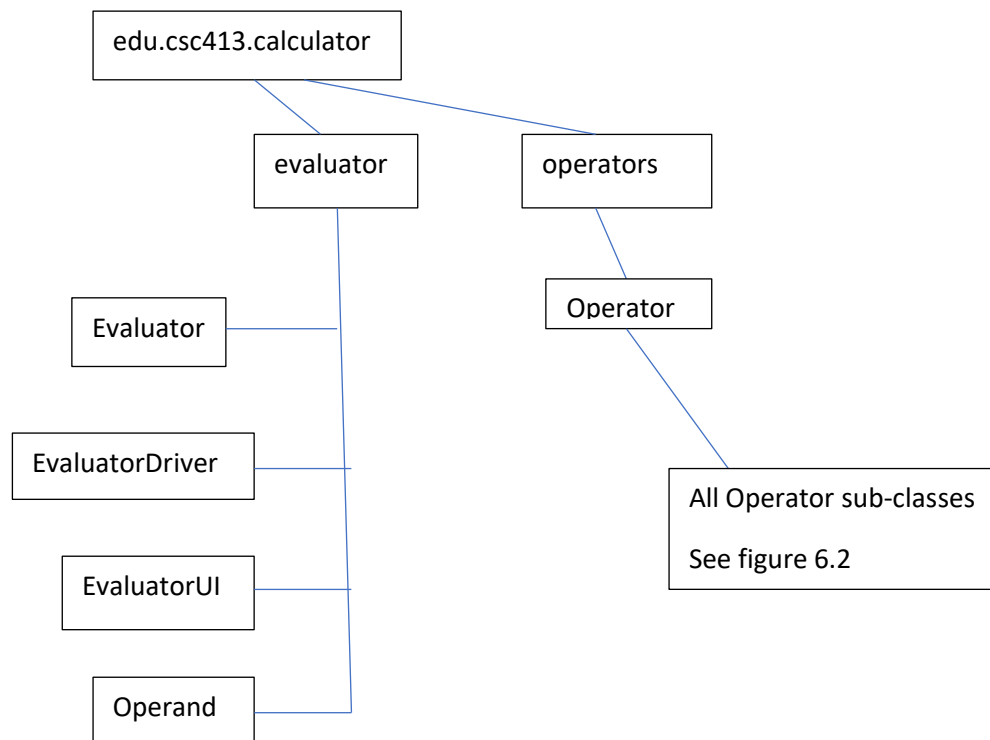 edu.csc413.calculator
evaluator
operators
Operator
Evaluator
EvaluatorDriver
All Operator sub-classes
See figure 6.2
EvaluatorUI
Operand